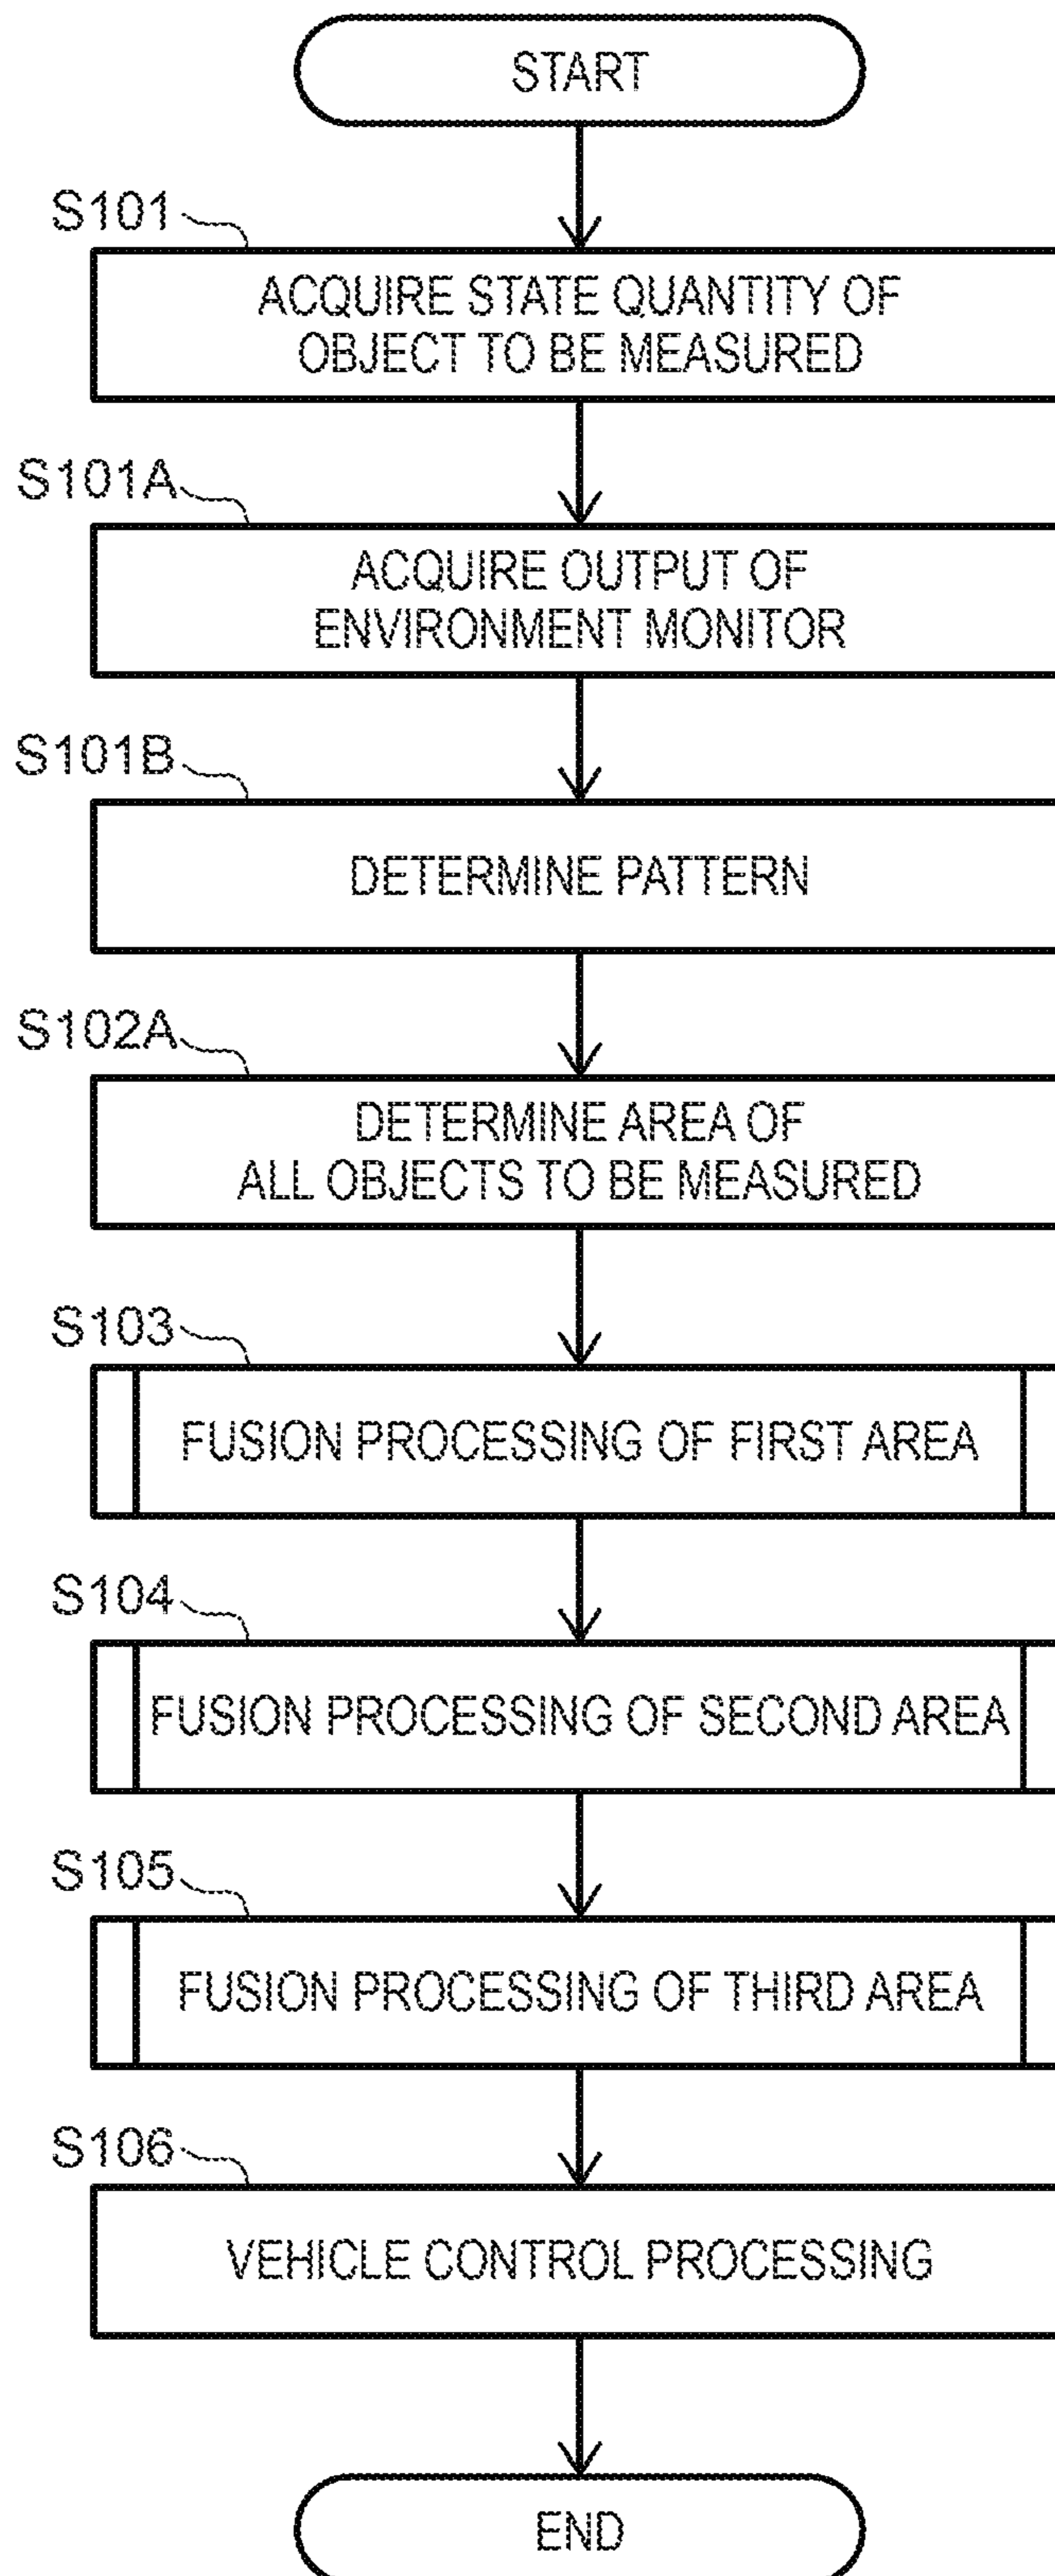 START
S101
ACQUIRE STATE QUANTITY OF
OBJECT TO BE MEASURED
S101A
ACQUIRE OUTPUT OF
ENVIRONMENT MONITOR
S101B
DETERMINE PATTERN
S102A
DETERMINE AREA OF
ALL OBJECTS TO BE MEASURED
S103
FUSION PROCESSING OF FIRST AREA
S104
FUSION PROCESSING OF SECOND AREA
S105
FUSION PROCESSING OF THIRD AREA
S106
VEHICLE CONTROL PROCESSING
END